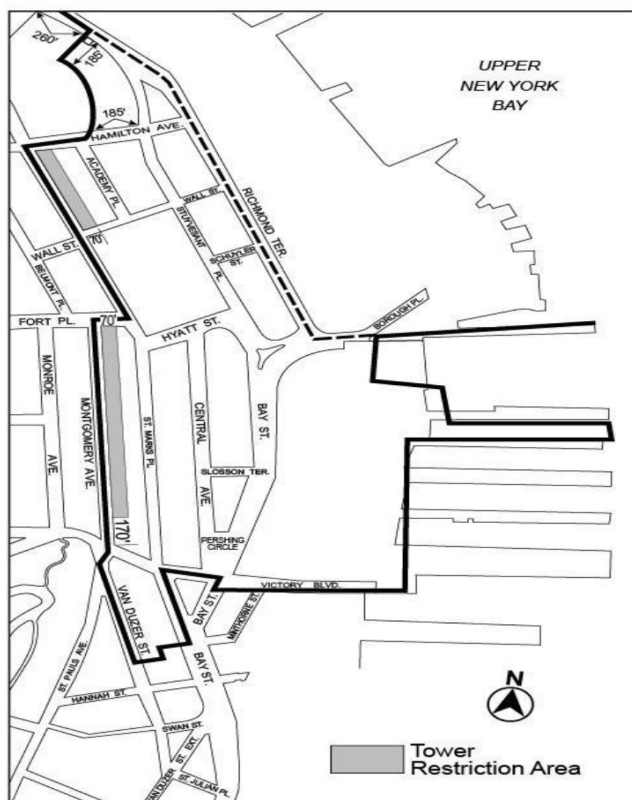 260'
185'
UPPER
NEW YORK
BAY
185'
HAMILTON AVE.
ACADEMY PL.
WALL ST.
RICHMOND TER.
STUYVESANT
PL.
SCHUYLER
ST.
70'
WALL ST.
BELMONT PL.
BOROUGH PL.
FORT PL.
70'
HYATT ST.
MONROE
AVE.
MONTGOMERY AVE.
ST. MARKS PL.
CENTRAL
AVE.
BAY ST.
SLOSSON TER.
170'
PERSHING
CIRCLE
VICTORY BLVD.
VAN DUZER ST.
BAY ST.
MINTHORNE ST.
ST. PAULS AVE.
BAY ST.
HANNAH ST.
SWAN ST.
VAN DUZER ST. EXT.
ST. JULIAN PL.
N
Tower
Restriction Area